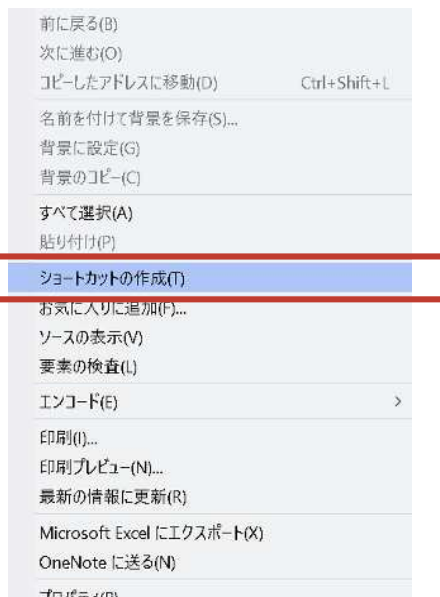 前に戻る(B)
次に進む(O)
コピーしたアドレスに移動(D) Ctrl+Shift+L
名前を付けて背景を保存(S)...
背景に設定(G)
背景のコピー(C)
すべて選択(A)
貼り付け(P)
ショートカットの作成(T)
お気に入りに追加(F)...
ソースの表示(V)
要素の検査(L)
エンコード(E)
印刷(I)...
印刷プレビュー(N)...
最新の情報に更新(R)
Microsoft Excel にエクスポート(X)
OneNote に送る(N)
プロパティ(P)